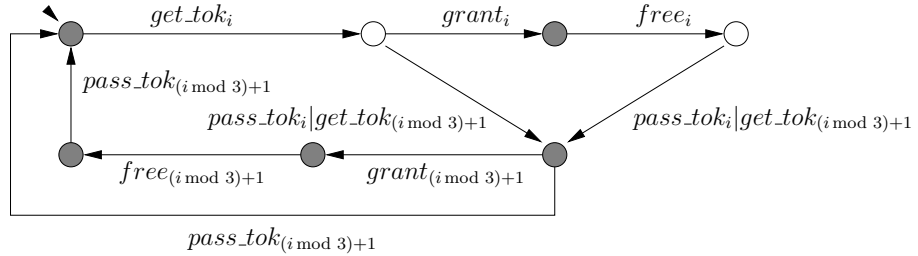 get_tok_i grant_i free_i
pass_tok_{(i mod 3)+1}
pass_tok_i|get_tok_{(i mod 3)+1} pass_tok_i|get_tok_{(i mod 3)+1}
free_{(i mod 3)+1} grant_{(i mod 3)+1}
pass_tok_{(i mod 3)+1}